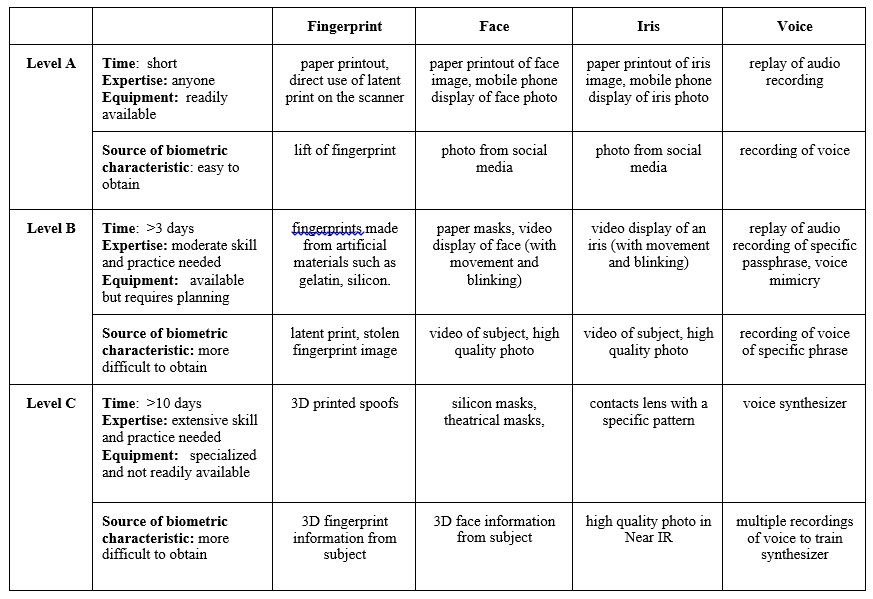 Fingerprint
Face
Iris
Voice
Level A
Time: short
Expertise: anyone
Equipment: readily
available
paper printout,
direct use of latent
print on the scanner
paper printout of face
image, mobile phone
display of face photo
paper printout of iris
image, mobile phone
display of iris photo
replay of audio
recording
Source of biometric
characteristic: easy to
obtain
lift of fingerprint
photo from social
media
photo from social
media
recording of voice
Level B
Time: >3 days
Expertise: moderate skill
and practice needed
Equipment: available
but requires planning
fingerprints made
from artificial
materials such as
gelatin, silicon.
paper masks, video
display of face (with
movement and
blinking)
video display of an
iris (with movement
and blinking)
replay of audio
recording of specific
passphrase, voice
mimicry
Source of biometric
characteristic: more
difficult to obtain
latent print, stolen
fingerprint image
video of subject, high
quality photo
video of subject, high
quality photo
recording of voice
of specific phrase
Level C
Time: >10 days
Expertise: extensive skill
and practice needed
Equipment: specialized
and not readily available
3D printed spoofs
silicon masks,
theatrical masks,
contacts lens with a
specific pattern
voice synthesizer
Source of biometric
characteristic: more
difficult to obtain
3D fingerprint
information from
subject
3D face information
from subject
high quality photo in
Near IR
multiple recordings
of voice to train
synthesizer